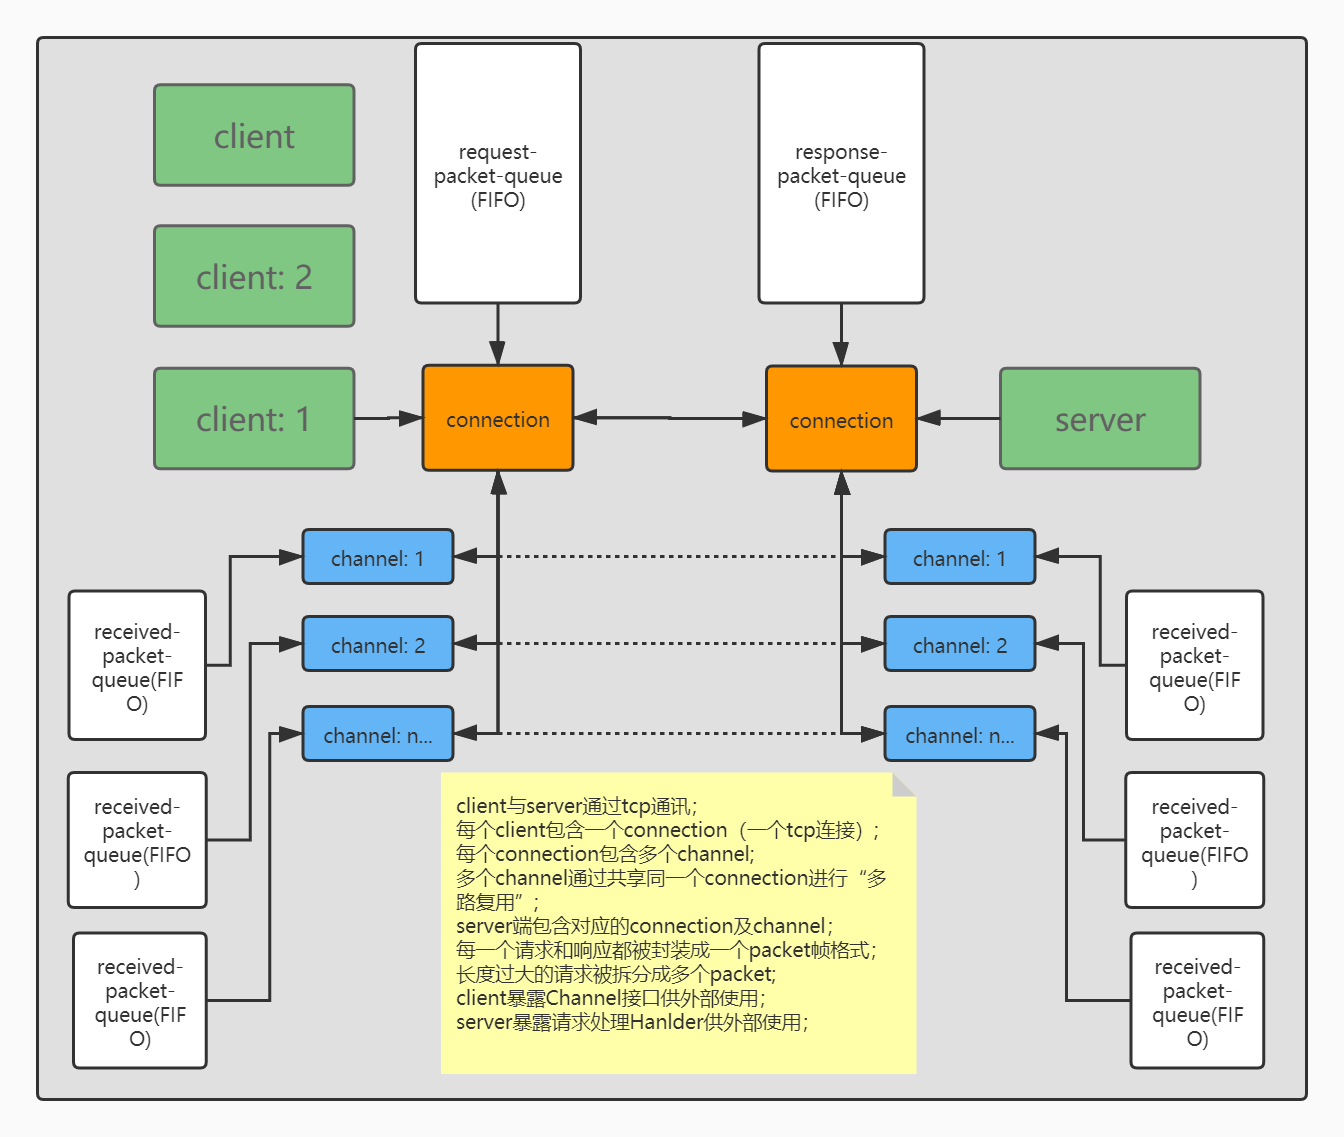 client
request-
packet-queue
(FIFO)
response-
packet-queue
(FIFO)
client: 2
client: 1
connection
connection
server
channel: 1
channel: 1
received-
packet-
queue(FIF
O)
channel: 2
channel: 2
received-
packet-
queue(FIF
O)
channel: n...
channel: n...
received-
packet-
queue(FIFO
)
received-
packet-
queue(FIFO
)
client与server通过tcp通讯；
每个client包含一个connection（一个tcp连接）；
每个connection包含多个channel;
多个channel通过共享同一个connection进行“多
路复用”；
server端包含对应的connection及channel；
每一个请求和响应都被封装成一个packet帧格式；
长度过大的请求被拆分成多个packet;
client暴露Channel接口供外部使用；
server暴露请求处理Hanlder供外部使用；
received-
packet-
queue(FIF
O)
received-
packet-
queue(FIF
O)